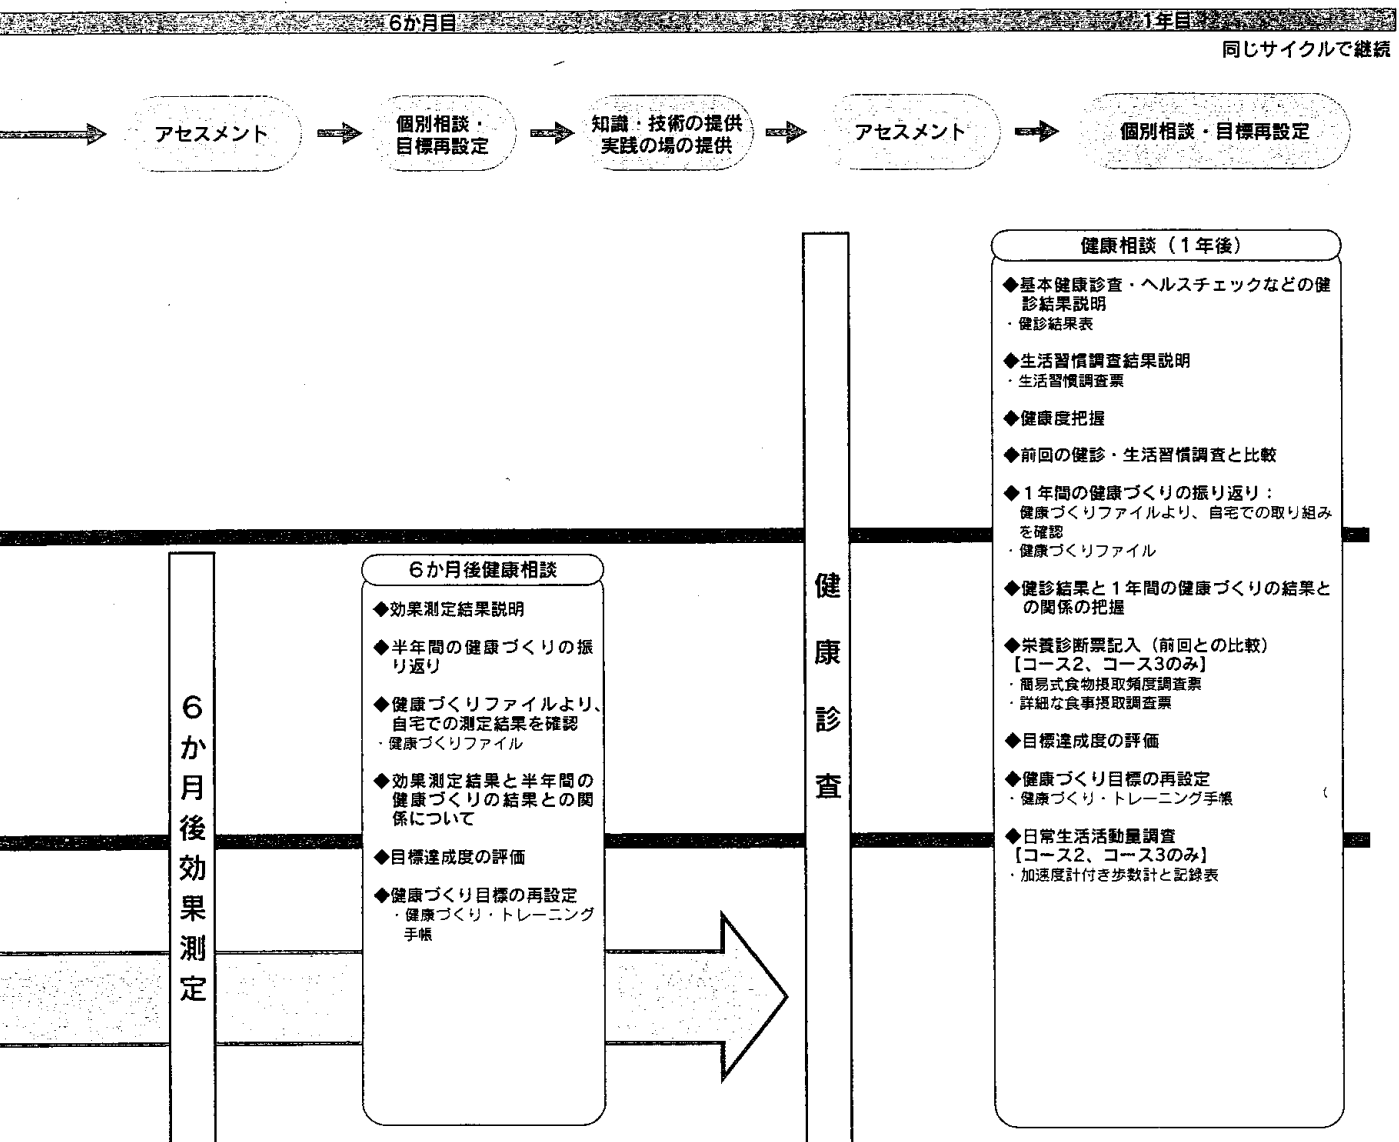 6か月目
1年目
同じサイクルで継続
アセスメント
個別相談・
目標再設定
知識・技術の提供
実践の場の提供
アセスメント
個別相談・目標再設定
6か月後効果測定
6か月後健康相談
◆効果測定結果説明
◆半年間の健康づくりの振
り返り
◆健康づくりファイルより、
自宅での測定結果を確認
・健康づくりファイル
◆効果測定結果と半年間の
健康づくりの結果との関
係について
◆目標達成度の評価
◆健康づくり目標の再設定
・健康づくり・トレーニング
手帳
健康診査
健康相談（1年後）
◆基本健康診査・ヘルスチェックなどの健
診結果説明
・健診結果表
◆生活習慣調査結果説明
・生活習慣調査票
◆健康度把握
◆前回の健診・生活習慣調査と比較
◆1年間の健康づくりの振り返り：
健康づくりファイルより、自宅での取り組み
を確認
・健康づくりファイル
◆健診結果と1年間の健康づくりの結果と
の関係の把握
◆栄養診断票記入（前回との比較）
【コース2、コース3のみ】
・簡易式食物摂取頻度調査票
・詳細な食事摂取調査票
◆目標達成度の評価
◆健康づくり目標の再設定
・健康づくり・トレーニング手帳
◆日常生活活動量調査
【コース2、コース3のみ】
・加速度計付き歩数計と記録表